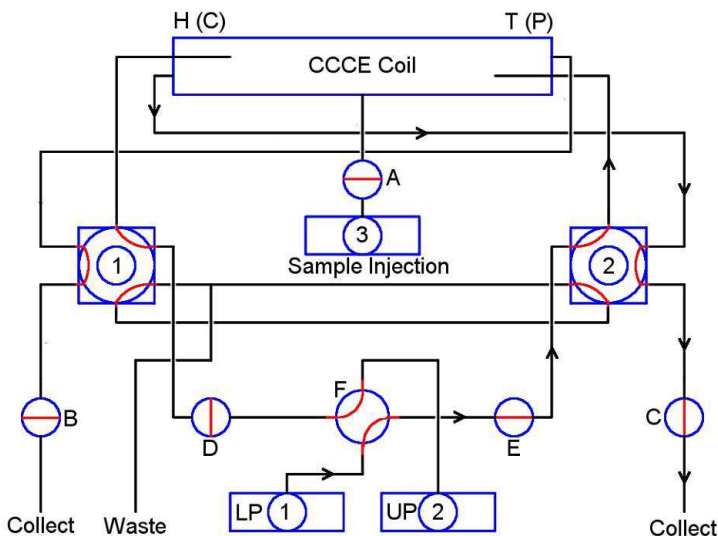 H (C)
T (P)
CCCE Coil
A
3
Sample Injection
1
2
F
B
D
E
C
LP 1
UP 2
Collect
Waste
Collect